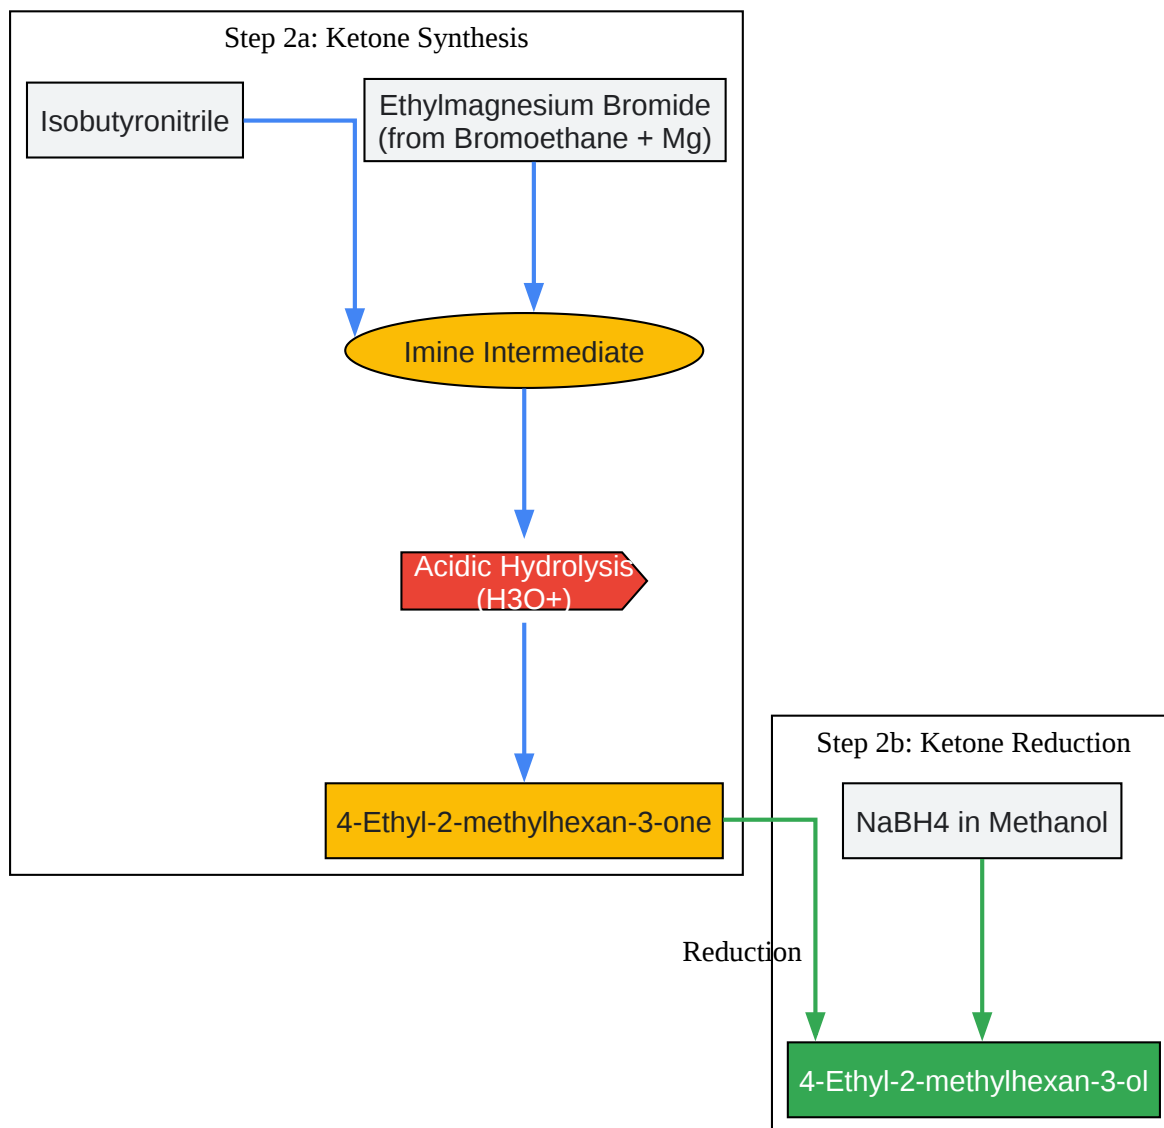 Step 2a: Ketone Synthesis
Isobutyronitrile
Ethylmagnesium Bromide
(from Bromoethane + Mg)
Imine Intermediate
Acidic Hydrolysis
(H3O+)
4-Ethyl-2-methylhexan-3-one
Step 2b: Ketone Reduction
NaBH4 in Methanol
Reduction
4-Ethyl-2-methylhexan-3-ol